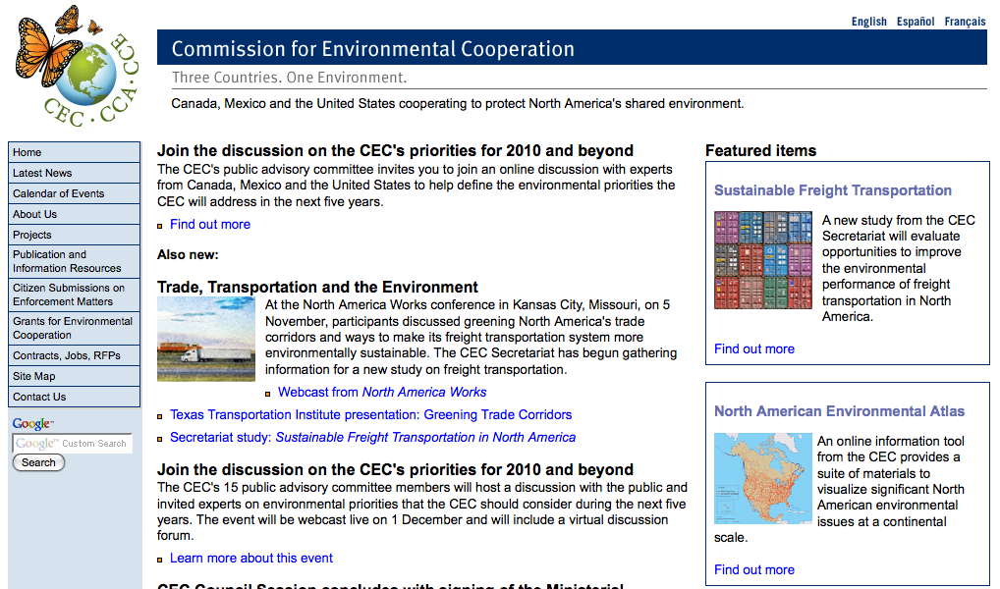 CEC · CCA · CCE
English Español Français
Commission for Environmental Cooperation
Three Countries. One Environment.
Canada, Mexico and the United States cooperating to protect North America's shared environment.
Home
Latest News
Calendar of Events
About Us
Projects
Publication and
Information Resources
Citizen Submissions on
Enforcement Matters
Grants for Environmental
Cooperation
Contracts, Jobs, RFPs
Site Map
Contact Us
Google™
Google™ Custom Search
Search
Join the discussion on the CEC's priorities for 2010 and beyond
The CEC's public advisory committee invites you to join an online discussion with experts
from Canada, Mexico and the United States to help define the environmental priorities the
CEC will address in the next five years.
Find out more
Also new:
Trade, Transportation and the Environment
At the North America Works conference in Kansas City, Missouri, on 5
November, participants discussed greening North America's trade
corridors and ways to make its freight transportation system more
environmentally sustainable. The CEC Secretariat has begun gathering
information for a new study on freight transportation.
Webcast from North America Works
Texas Transportation Institute presentation: Greening Trade Corridors
Secretariat study: Sustainable Freight Transportation in North America
Join the discussion on the CEC's priorities for 2010 and beyond
The CEC's 15 public advisory committee members will host a discussion with the public and
invited experts on environmental priorities that the CEC should consider during the next five
years. The event will be webcast live on 1 December and will include a virtual discussion
forum.
Learn more about this event
CEC Council Session concludes with signing of the Ministerial
Featured items
Sustainable Freight Transportation
A new study from the CEC
Secretariat will evaluate
opportunities to improve
the environmental
performance of freight
transportation in North
America.
Find out more
North American Environmental Atlas
An online information tool
from the CEC provides a
suite of materials to
visualize significant North
American environmental
issues at a continental
scale.
Find out more